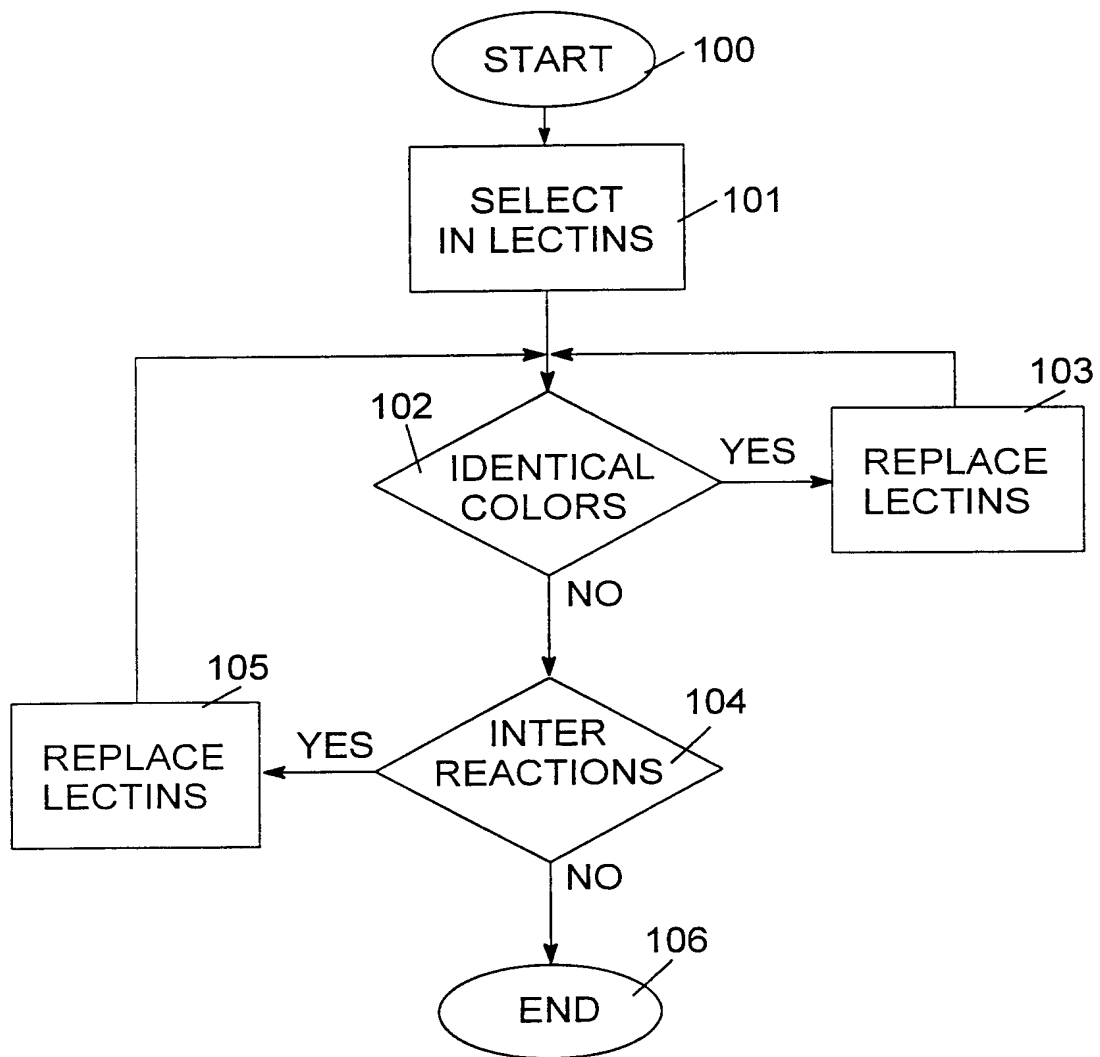 START
100
SELECT
IN LECTINS
101
102
IDENTICAL
COLORS
YES
103
REPLACE
LECTINS
NO
105
REPLACE
LECTINS
YES
INTER
REACTIONS
104
NO
106
END